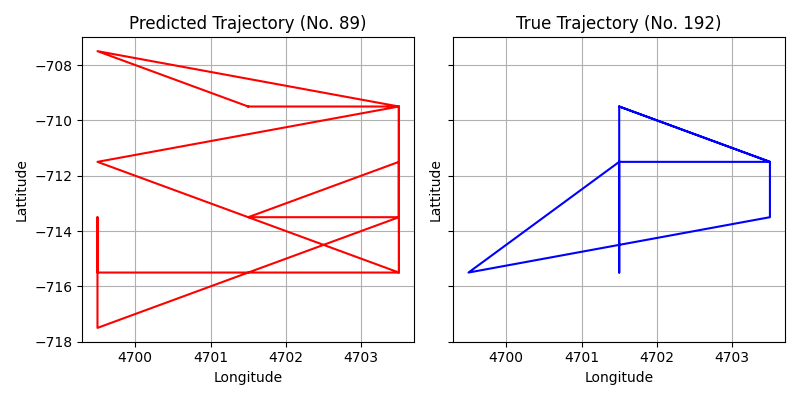 Predicted Trajectory (No. 89)
True Trajectory (No. 192)
−708
−710
−712
−714
−716
−718
Lattitude
Lattitude
4700
4701
4702
4703
4700
4701
4702
4703
Longitude
Longitude